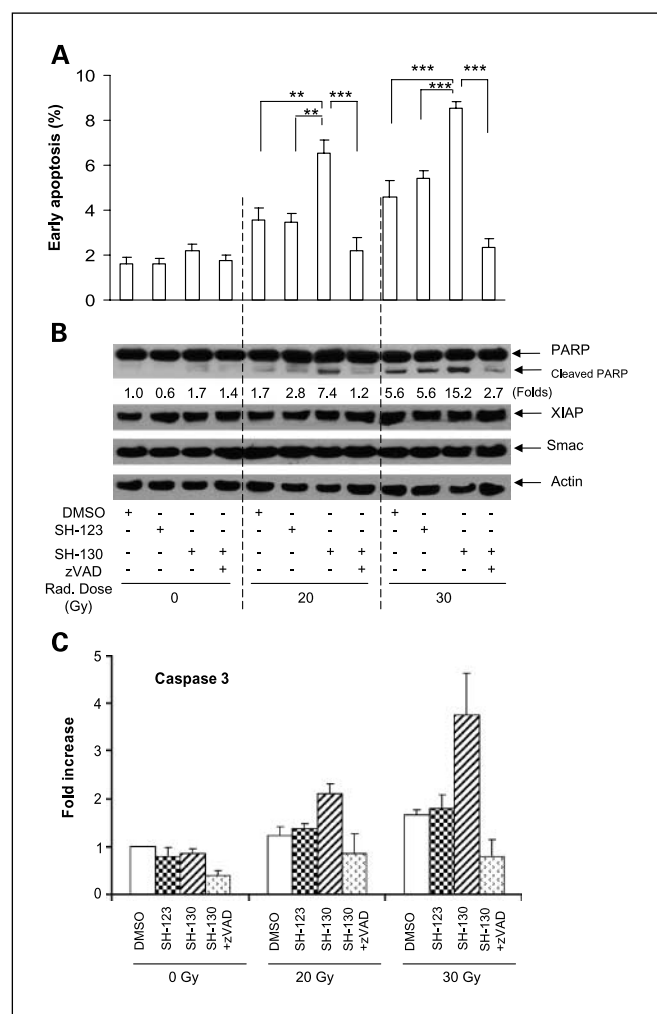 A
Early apoptosis (%)
10
8
6
4
2
0
** *** **
*** *** ***
B
PARP
Cleaved PARP
1.0 0.6 1.7 1.4 1.7 2.8 7.4 1.2 5.6 5.6 15.2 2.7 (Folds)
XIAP
Smac
Actin
DMSO + - - - + - - - + - - -
SH-123 - + - - - + - - - + - -
SH-130 - - + + - - + + - - + +
zVAD - - - + - - - + - - - +
Rad. Dose (Gy) 0 20 30
C
Caspase 3
Fold increase
5
4
3
2
1
0
DMSO SH-123 SH-130 SH-130 +zVAD DMSO SH-123 SH-130 SH-130 +zVAD DMSO SH-123 SH-130 SH-130 +zVAD
0 Gy 20 Gy 30 Gy